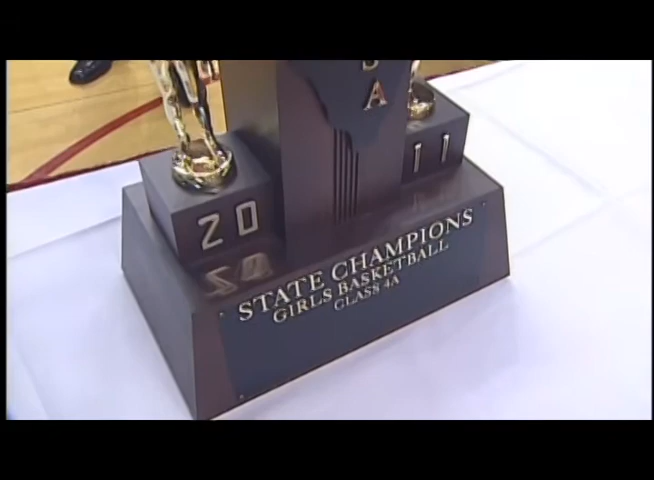 S
A
20 11
STATE CHAMPIONS
GIRLS BASKETBALL
CLASS 4A